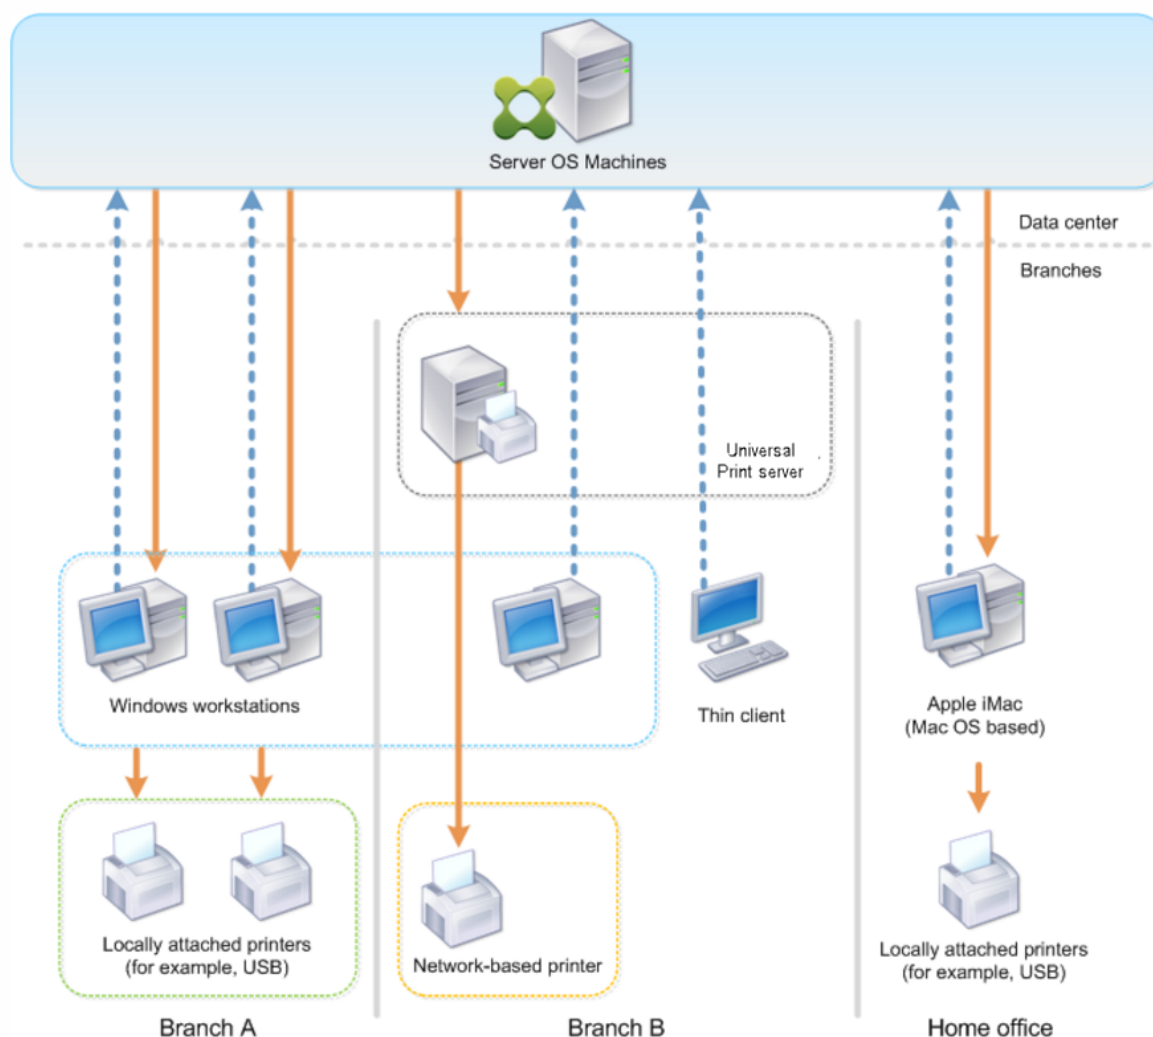 Server OS Machines
Data center
Branches
Universal
Print server
Windows workstations
Thin client
Apple iMac
(Mac OS based)
Locally attached printers
(for example, USB)
Network-based printer
Locally attached printers
(for example, USB)
Branch A
Branch B
Home office